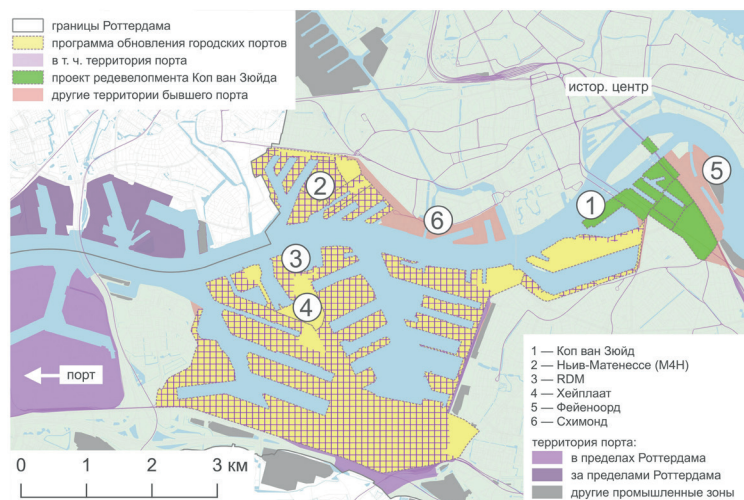 границы Роттердама
программа обновления городских портов
в т. ч. территория порта
проект редевелопмента Коп ван Зюйда
другие территории бывшего порта
истор. центр
2
5
6
1
3
4
порт
0 1 2 3 км
1 — Коп ван Зюйд
2 — Ньив-Матенессе (M4H)
3 — RDM
4 — Хейплаат
5 — Фейеноорд
6 — Схимонд
территория порта:
в пределах Роттердама
за пределами Роттердама
другие промышленные зоны